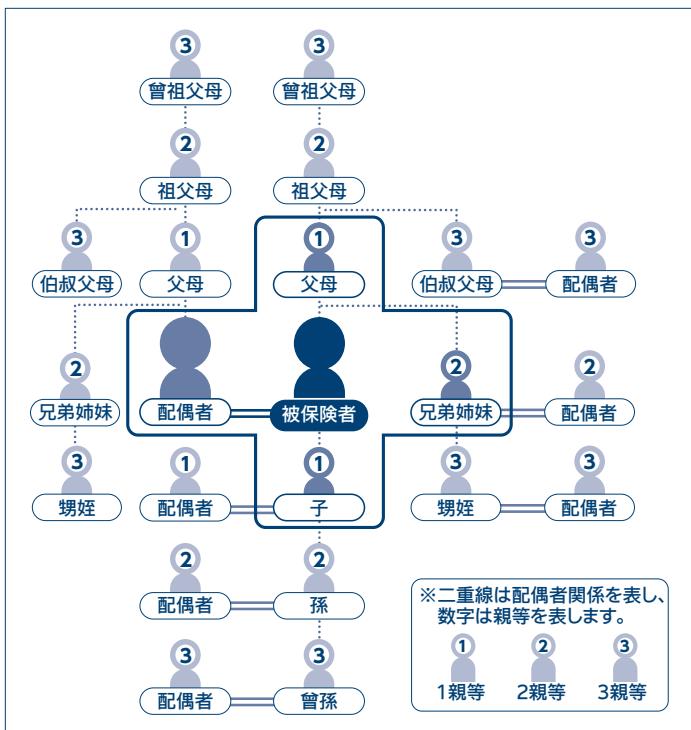 3 3
曾祖父母 曾祖父母
2 2
祖父母 祖父母
3 1 1 3 3
伯叔父母 父母 父母 伯叔父母 配偶者
2 2 2
兄弟姉妹 配偶者 被保険者 兄弟姉妹 配偶者
3 1 1 3 3
甥姪 配偶者 子 甥姪 配偶者
2 2
配偶者 孫
3 3
配偶者 曾孫
※二重線は配偶者関係を表し、
数字は親等を表します。
1 2 3
1親等 2親等 3親等